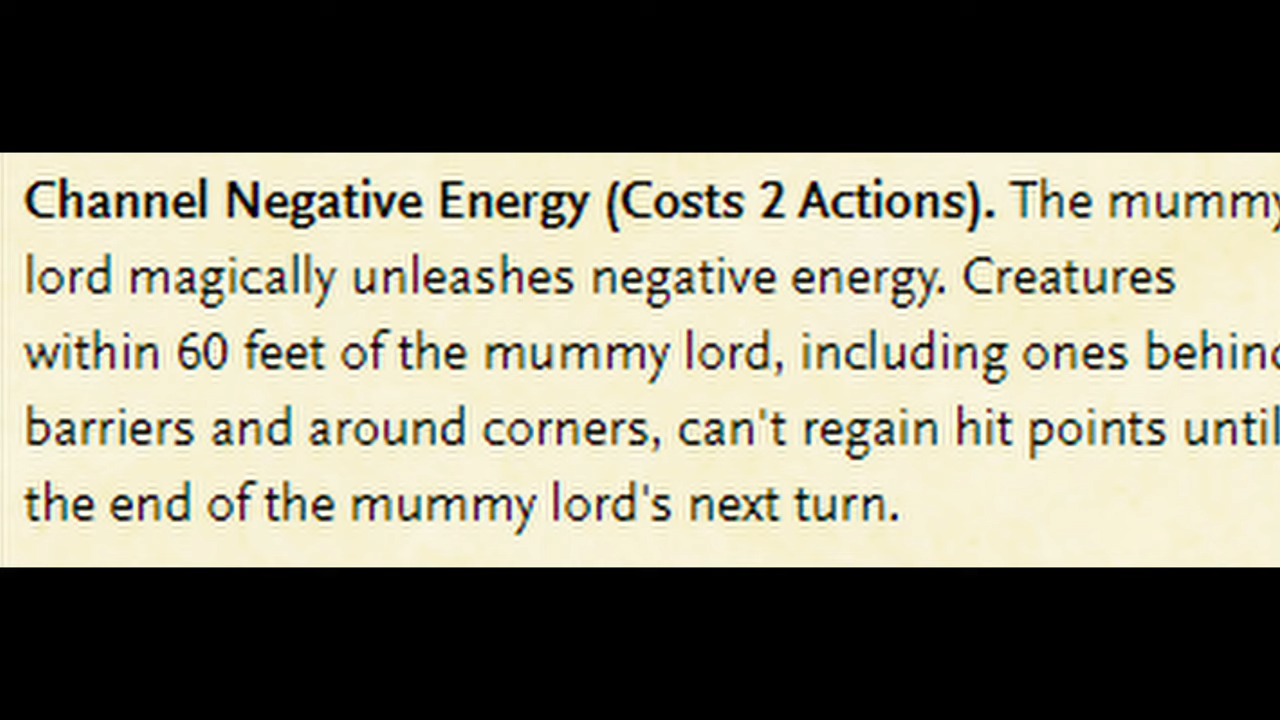 Channel Negative Energy (Costs 2 Actions). The mummy
lord magically unleashes negative energy. Creatures
within 60 feet of the mummy lord, including ones behind
barriers and around corners, can't regain hit points until
the end of the mummy lord's next turn.